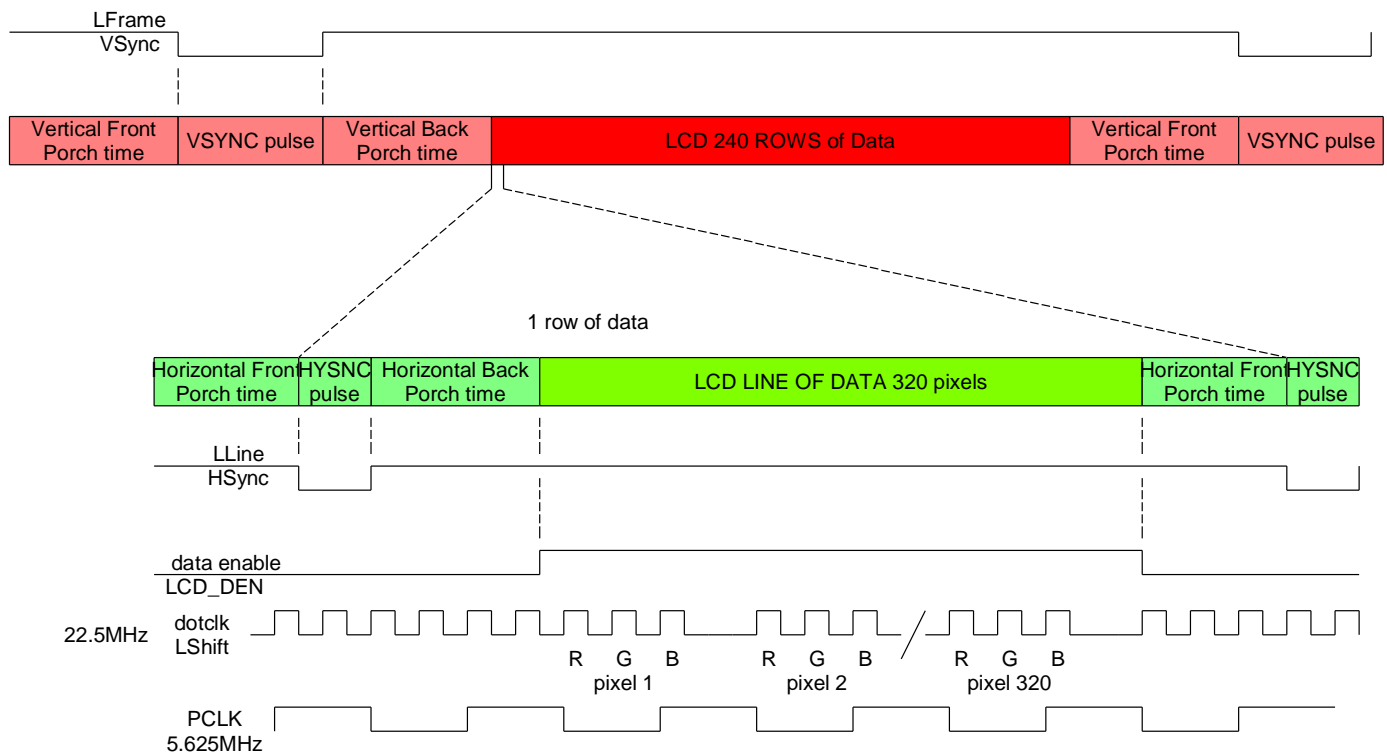 LFrame
VSync
Vertical Front
Porch time
VSYNC pulse
Vertical Back
Porch time
LCD 240 ROWS of Data
Vertical Front
Porch time
VSYNC pulse
1 row of data
Horizontal Front
Porch time
HYSNC
pulse
Horizontal Back
Porch time
LCD LINE OF DATA 320 pixels
Horizontal Front
Porch time
HYSNC
pulse
LLine
HSync
data enable
LCD_DEN
22.5MHz
dotclk
LShift
R G B R G B R G B
pixel 1 pixel 2 pixel 320
PCLK
5.625MHz